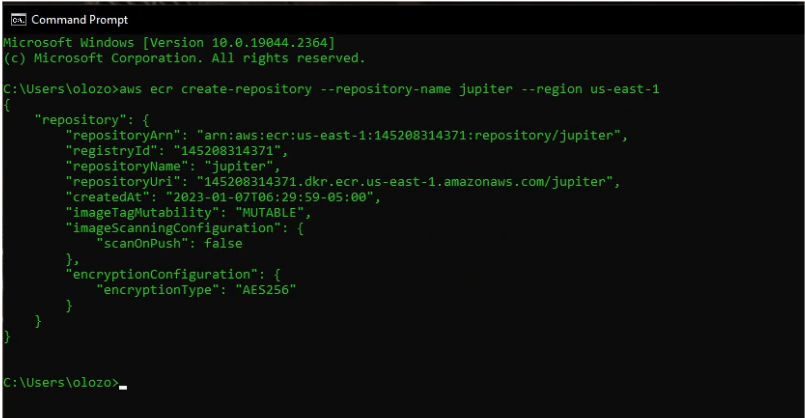 Command Prompt
Microsoft Windows [Version 10.0.19044.2364]
(c) Microsoft Corporation. All rights reserved.
C:\Users\olozo>aws ecr create-repository --repository-name jupiter --region us-east-1
{
    "repository": {
        "repositoryArn": "arn:aws:ecr:us-east-1:145208314371:repository/jupiter",
        "registryId": "145208314371",
        "repositoryName": "jupiter",
        "repositoryUri": "145208314371.dkr.ecr.us-east-1.amazonaws.com/jupiter",
        "createdAt": "2023-01-07T06:29:59-05:00",
        "imageTagMutability": "MUTABLE",
        "imageScanningConfiguration": {
            "scanOnPush": false
        },
        "encryptionConfiguration": {
            "encryptionType": "AES256"
        }
    }
}
C:\Users\olozo>